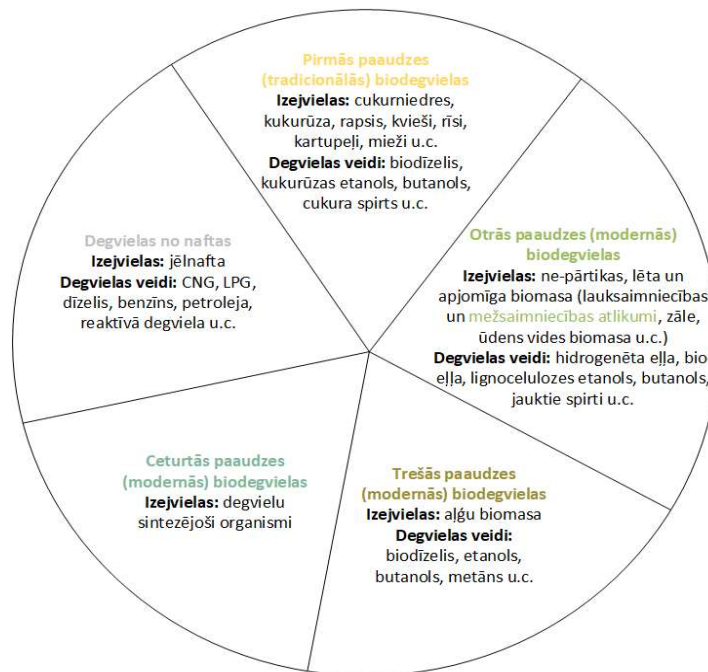 Pirmās paaudzes
(tradicionālās) biodegvielas
Izejvielas: cukurniedres,
kukurūza, rapsis, kvieši, rīsi,
kartupeļi, mieži u.c.
Degvielas veidi: biodīzelis,
kukurūzas etanols, butanols,
cukura spirts u.c.
Otrās paaudzes (modernās)
biodegvielas
Izejvielas: ne-pārtikas, lēta un
apjomīga biomasa (lauksaimniecības
un mežsaimniecības atlikumi, zāle,
ūdens vides biomasa u.c.)
Degvielas veidi: hidrogenēta eļļa, bio
eļļa, lignocelulozes etanols, butanols,
jauktie spirti u.c.
Trešās paaudzes
(modernās) biodegvielas
Izejvielas: aļģu biomasa
Degvielas veidi:
biodīzelis, etanols,
butanols, metāns u.c.
Ceturtās paaudzes
(modernās) biodegvielas
Izejvielas: degvielu
sintezējoši organismi
Degvielas no naftas
Izejvielas: jēlnafta
Degvielas veidi: CNG, LPG,
dīzelis, benzīns, petroleja,
reaktīvā degviela u.c.